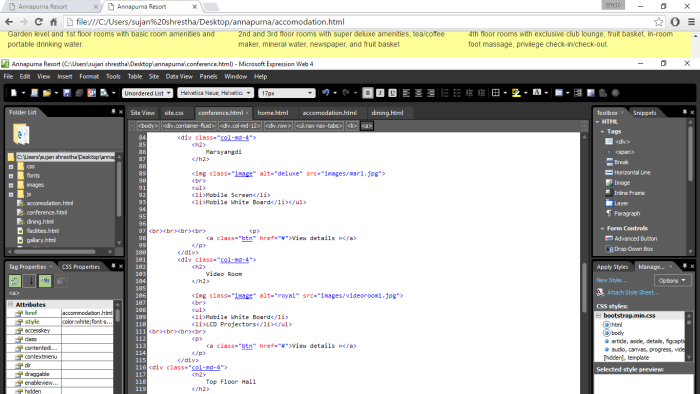 Annapurna Resort
Annapurna Resort
file:///C:/Users/sujan%20shrestha/Desktop/annapurna/accomodation.html
Garden level and 1st floor rooms with basic room amenities and portable drinking water.
2nd and 3rd floor rooms with super deluxe amenities, tea/coffee maker, mineral water, newspaper, and fruit basket
4th floor rooms with exclusive club lounge, fruit basket, in-room foot massage, privilege check-in/check-out.
Annapurna Resort (C:\Users\sujan shrestha\Desktop\annapurna\conference.html) - Microsoft Expression Web 4
File Edit View Insert Format Tools Table Site Data View Panels Window Help
Unordered List
Helvetica Neue, Helvetica,
17px
Folder List
Site View site.css conference.html home.html accomodation.html dining.html
<body> <div.container-fluid> <div.col-md-12> <div.row> <ul.nav nav-tabs> <li> <a>
C:\Users\sujan shrestha\Desktop\anna
css
fonts
images
js
accomodation.html
conference.html
dining.html
facilities.html
gallary.html
84 <div class="col-md-4">
85 <h2>
86 Marsyangdi
87 </h2>
88
89 <img class="image" alt="deluxe" src="images/mar1.jpg">
90 <br>
91 <ul>
92 <li>Mobile Screen</li>
93 <li>Mobile White Board</li></ul>
94
95
96
97 <br><br><br><br> <p>
98 <a class="btn" href="#">View details »</a>
99 </p>
100 </div>
101 <div class="col-md-4">
102 <h2>
103 Video Room
104 </h2>
105
106 <img class="image" alt="royal" src="images/videoroom1.jpg">
107 <br>
108 <ul>
109 <li>Mobile White Board</li>
110 <li>LCD Projectors</li></ul>
111 <br><br><br><br>
112 <p>
113 <a class="btn" href="#">View details »</a>
114 </p>
115 </div>
116 <div class="col-md-4">
117 <h2>
118 Top Floor Hall
119 </h2>
Tag Properties CSS Properties
<a>
Attributes
href accommodation.html
style color:white;font-s...
accesskey
class
contentedi...
contextmenu
dir
draggable
enableview...
hidden
Toolbox Snippets
HTML
Tags
<div>
<span>
Break
Horizontal Line
Image
Inline Frame
Layer
Paragraph
Form Controls
Advanced Button
Drop-Down Box
Apply Styles Manage...
New Style...
Options
Attach Style Sheet...
CSS styles:
bootstrap.min.css
html
body
article, aside, details, figcaptio
audio, canvas, progress, video
[hidden], template
Selected style preview: